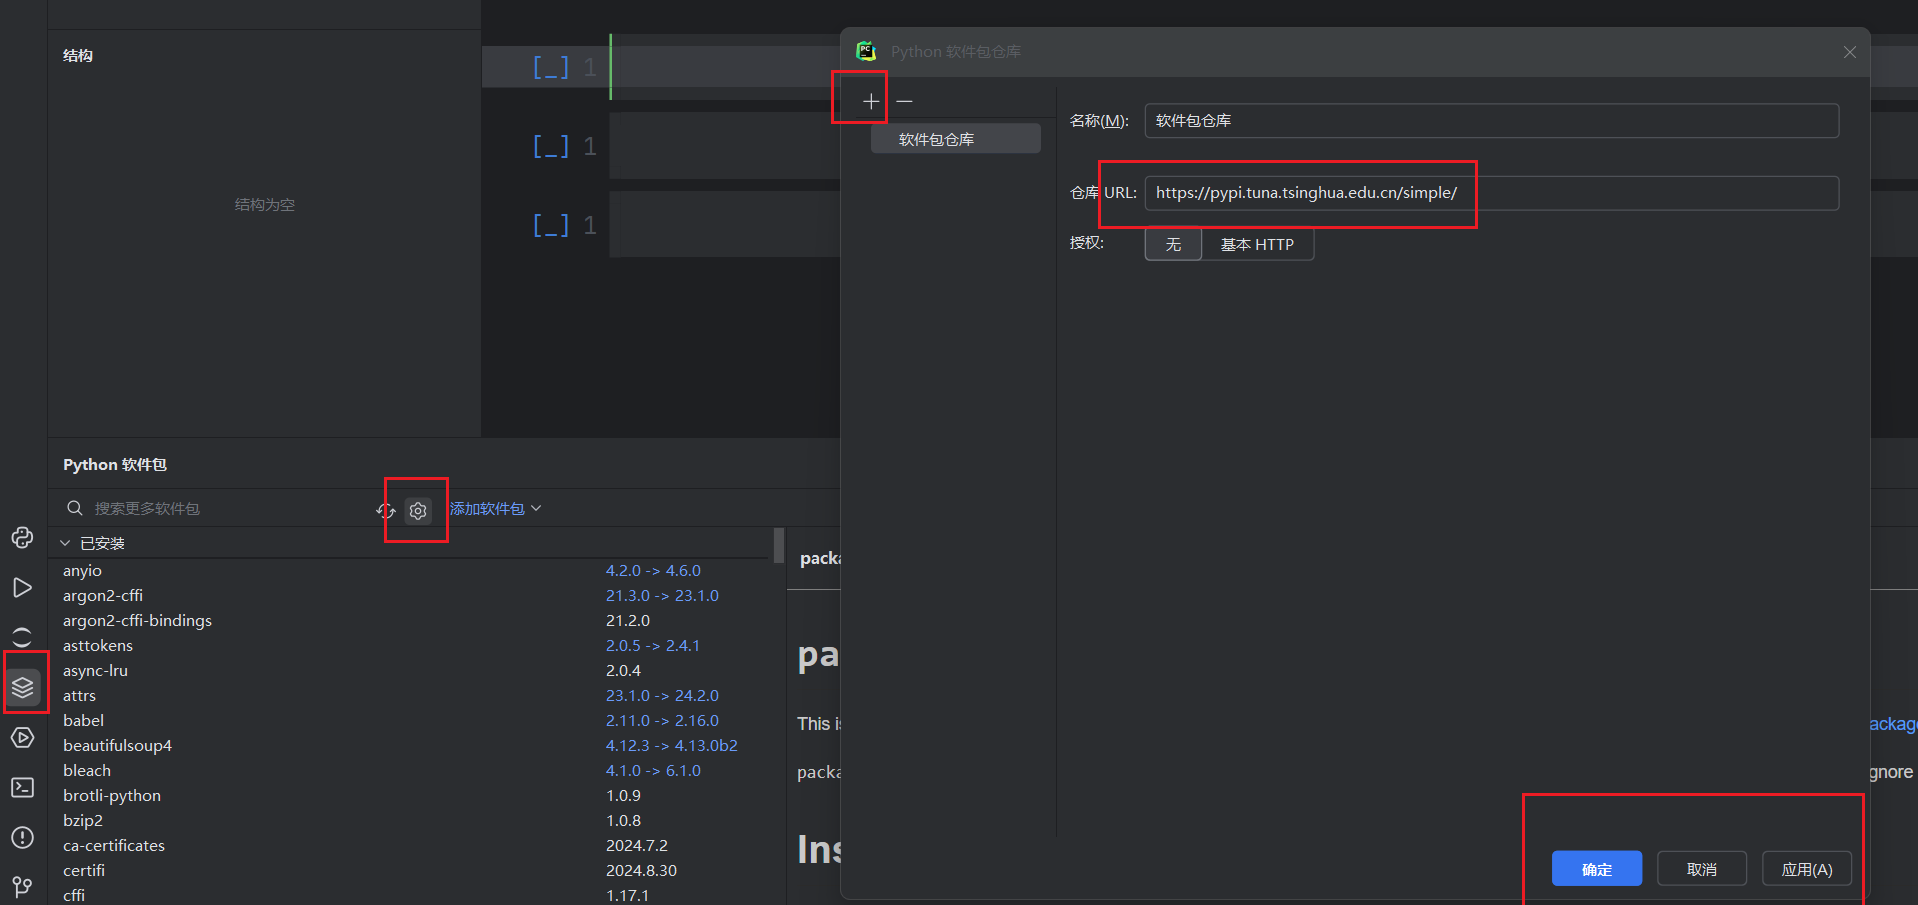 结构
结构为空
[_] 1
[_] 1
[_] 1
Python 软件包
搜索更多软件包
添加软件包
已安装
anyio 4.2.0 -> 4.6.0
argon2-cffi 21.3.0 -> 23.1.0
argon2-cffi-bindings 21.2.0
asttokens 2.0.5 -> 2.4.1
async-lru 2.0.4
attrs 23.1.0 -> 24.2.0
babel 2.11.0 -> 2.16.0
beautifulsoup4 4.12.3 -> 4.13.0b2
bleach 4.1.0 -> 6.1.0
brotli-python 1.0.9
bzip2 1.0.8
ca-certificates 2024.7.2
certifi 2024.8.30
cffi 1.17.1
packa
pa
This is
packa
Ins
ackage
gnore
PC Python 软件包仓库
软件包仓库
名称(M): 软件包仓库
仓库 URL: https://pypi.tuna.tsinghua.edu.cn/simple/
授权: 无 基本 HTTP
确定 取消 应用(A)